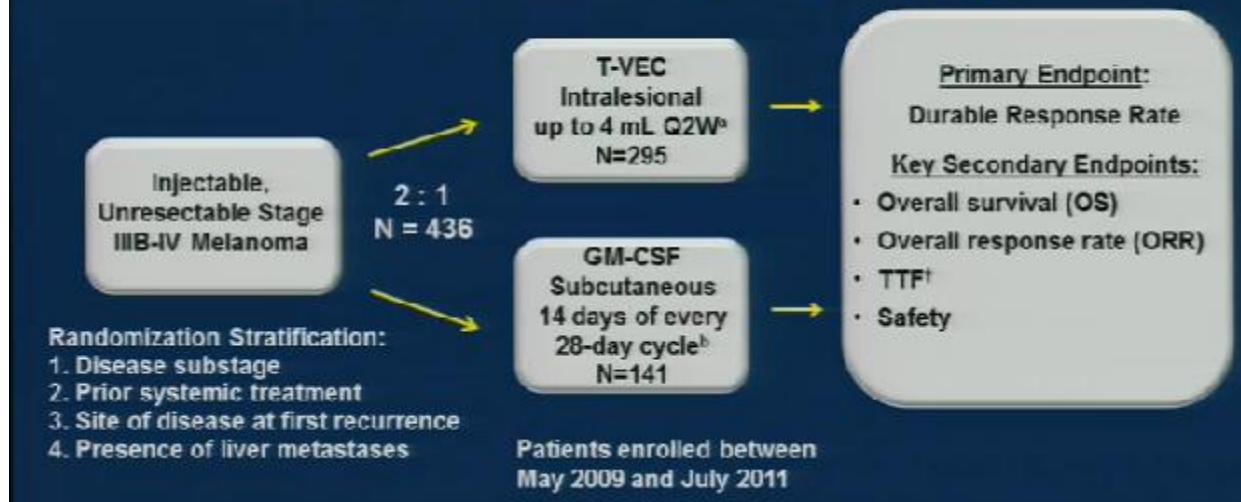 Injectable,
Unresectable Stage
IIIB-IV Melanoma
2 : 1
N = 436
T-VEC
Intralesional
up to 4 mL Q2Wª
N=295
GM-CSF
Subcutaneous
14 days of every
28-day cycleᵇ
N=141
Primary Endpoint:
Durable Response Rate
Key Secondary Endpoints:
• Overall survival (OS)
• Overall response rate (ORR)
• TTF†
• Safety
Randomization Stratification:
1. Disease substage
2. Prior systemic treatment
3. Site of disease at first recurrence
4. Presence of liver metastases
Patients enrolled between
May 2009 and July 2011